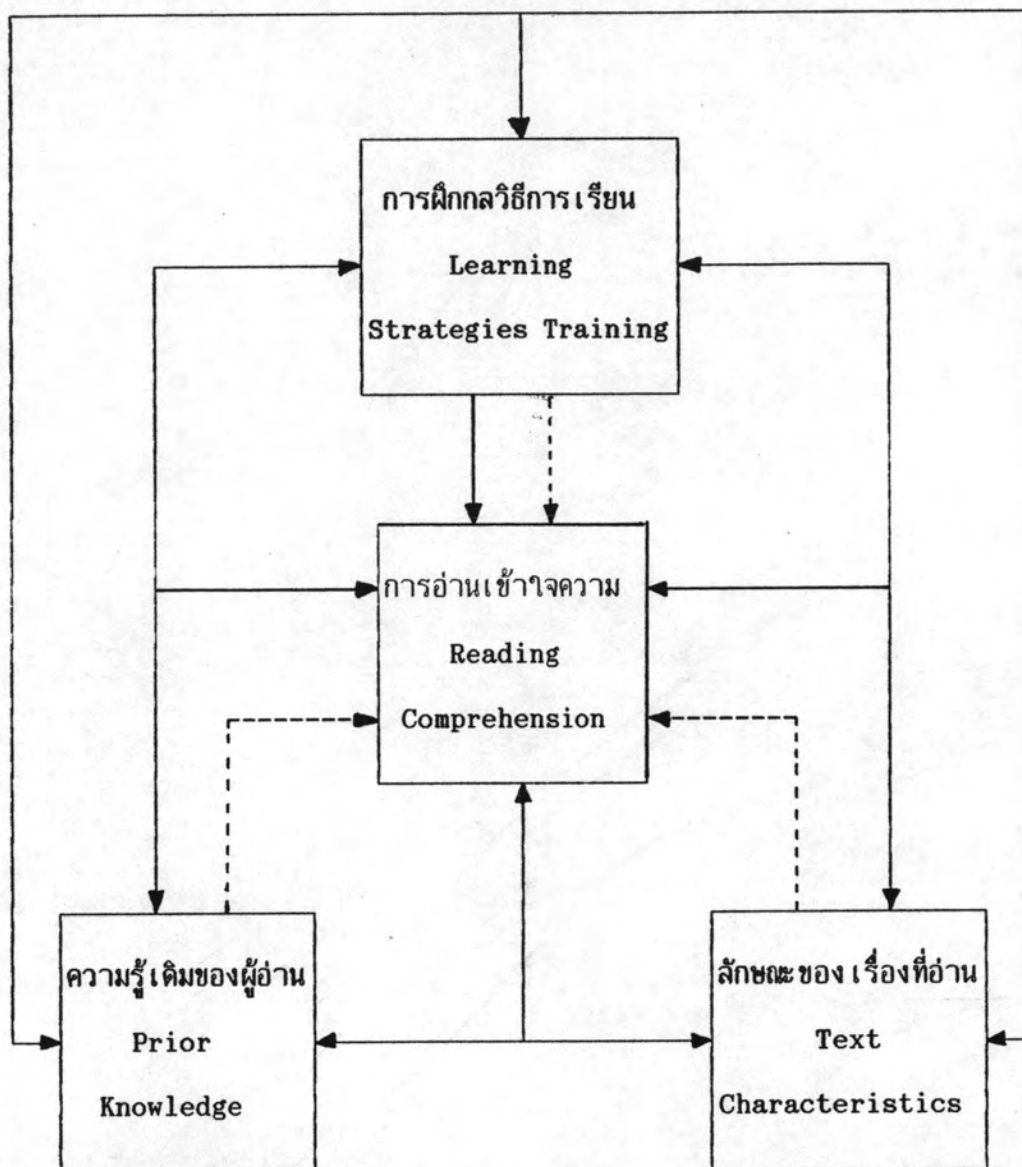 การฝึกกลวิธีการเรียน
Learning
Strategies Training
การอ่านเข้าใจความ
Reading
Comprehension
ความรู้เดิมของผู้อ่าน
Prior
Knowledge
ลักษณะของเรื่องที่อ่าน
Text
Characteristics